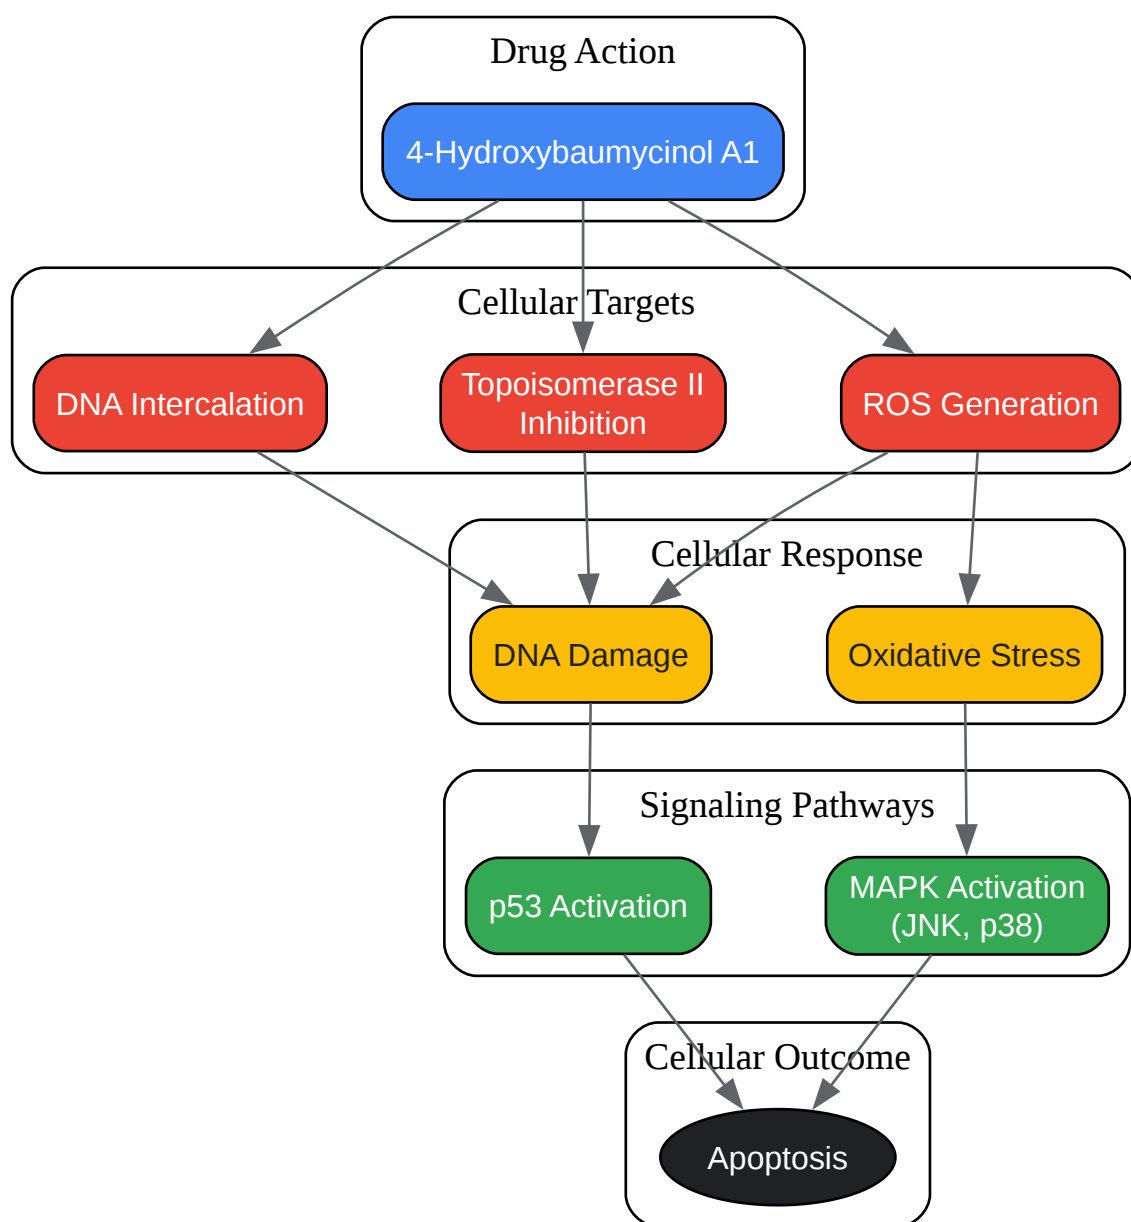 Drug Action
4-Hydroxybaumycinol A1
Cellular Targets
DNA Intercalation
Topoisomerase II
Inhibition
ROS Generation
Cellular Response
DNA Damage
Oxidative Stress
Signaling Pathways
p53 Activation
MAPK Activation
(JNK, p38)
Cellular Outcome
Apoptosis